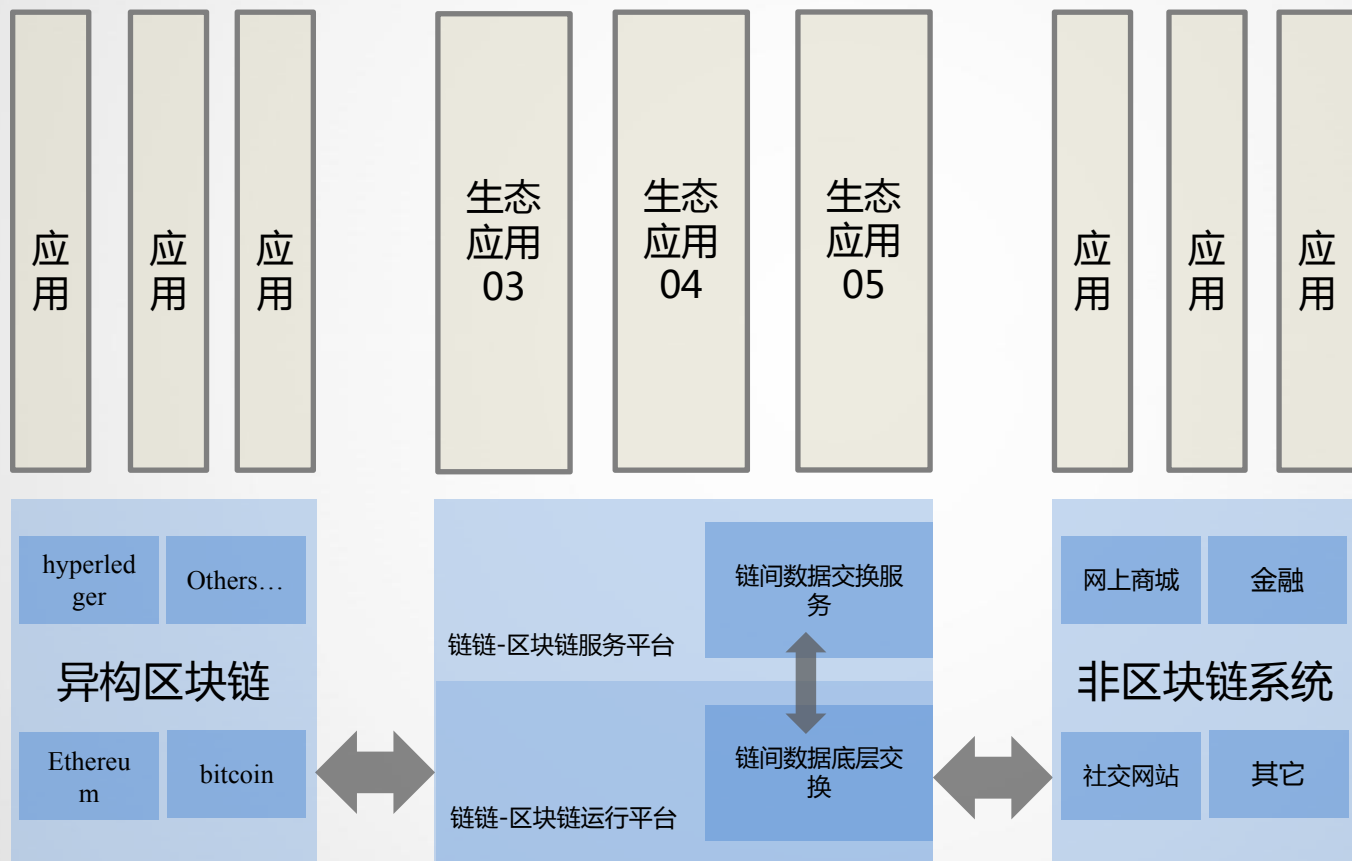 应
用
应
用
应
用
生态
应用
03
生态
应用
04
生态
应用
05
应
用
应
用
应
用
hyperled
ger
Others…
异构区块链
Ethereu
m
bitcoin
链间数据交换服
务
链链-区块链服务平台
链间数据底层交
换
链链-区块链运行平台
网上商城
金融
非区块链系统
社交网站
其它